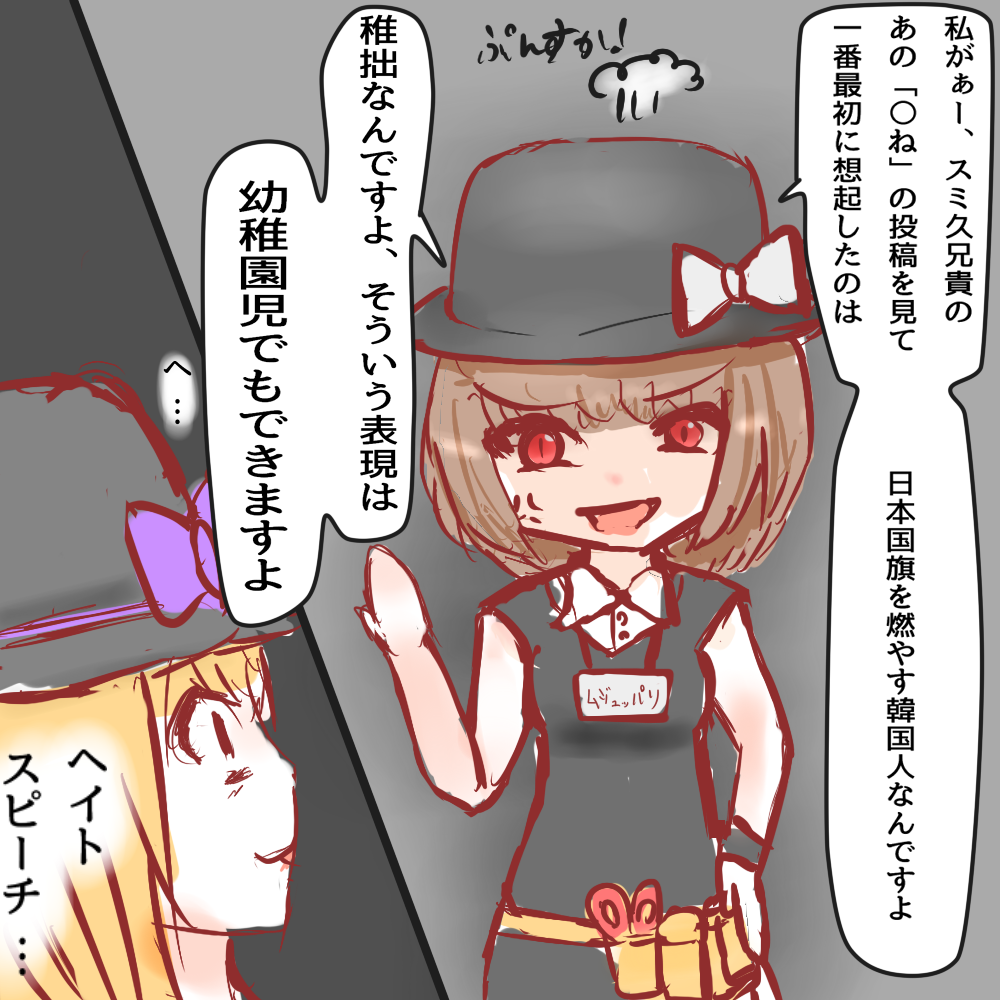 私がぁー、スミ久兄貴の
あの「〇ね」の投稿を見て
一番最初に想起したのは
日本国旗を燃やす韓国人なんですよ
ぷんすか!
稚拙なんですよ、そういう表現は
幼稚園児でもできますよ
ムジュッパリ
へ…
ヘイト
スピーチ…